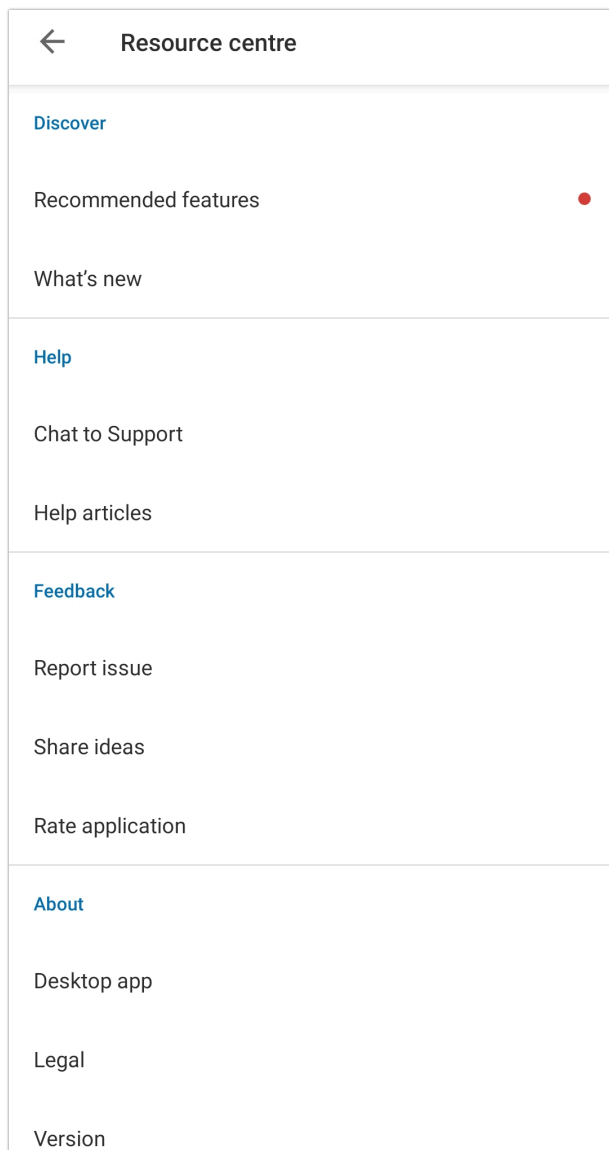 Resource centre
Discover
Recommended features
What’s new
Help
Chat to Support
Help articles
Feedback
Report issue
Share ideas
Rate application
About
Desktop app
Legal
Version